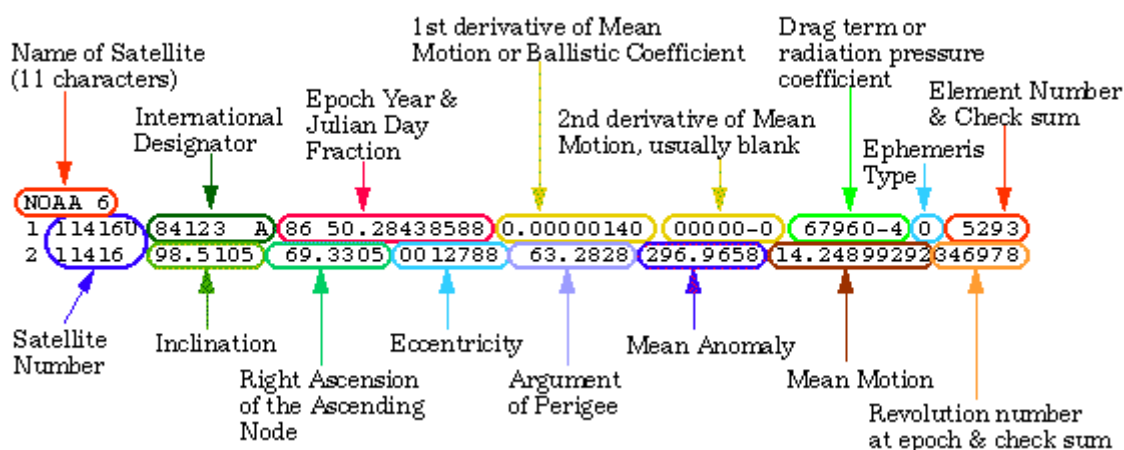 Name of Satellite
(11 characters)
International
Designator
Epoch Year &
Julian Day
Fraction
1st derivative of Mean
Motion or Ballistic Coefficient
2nd derivative of Mean
Motion, usually blank
Drag term or
radiation pressure
coefficient
Ephemeris
Type
Element Number
& Check sum
NOAA 6
1 11416U 84123 A 86 50.28438588 0.00000140 00000-0 67960-4 0 5293
2 11416 98.5105 69.3305 0012788 63.2828 296.9658 14.24899292 346978
Satellite
Number
Inclination
Right Ascension
of the Ascending
Node
Eccentricity
Argument
of Perigee
Mean Anomaly
Mean Motion
Revolution number
at epoch & check sum